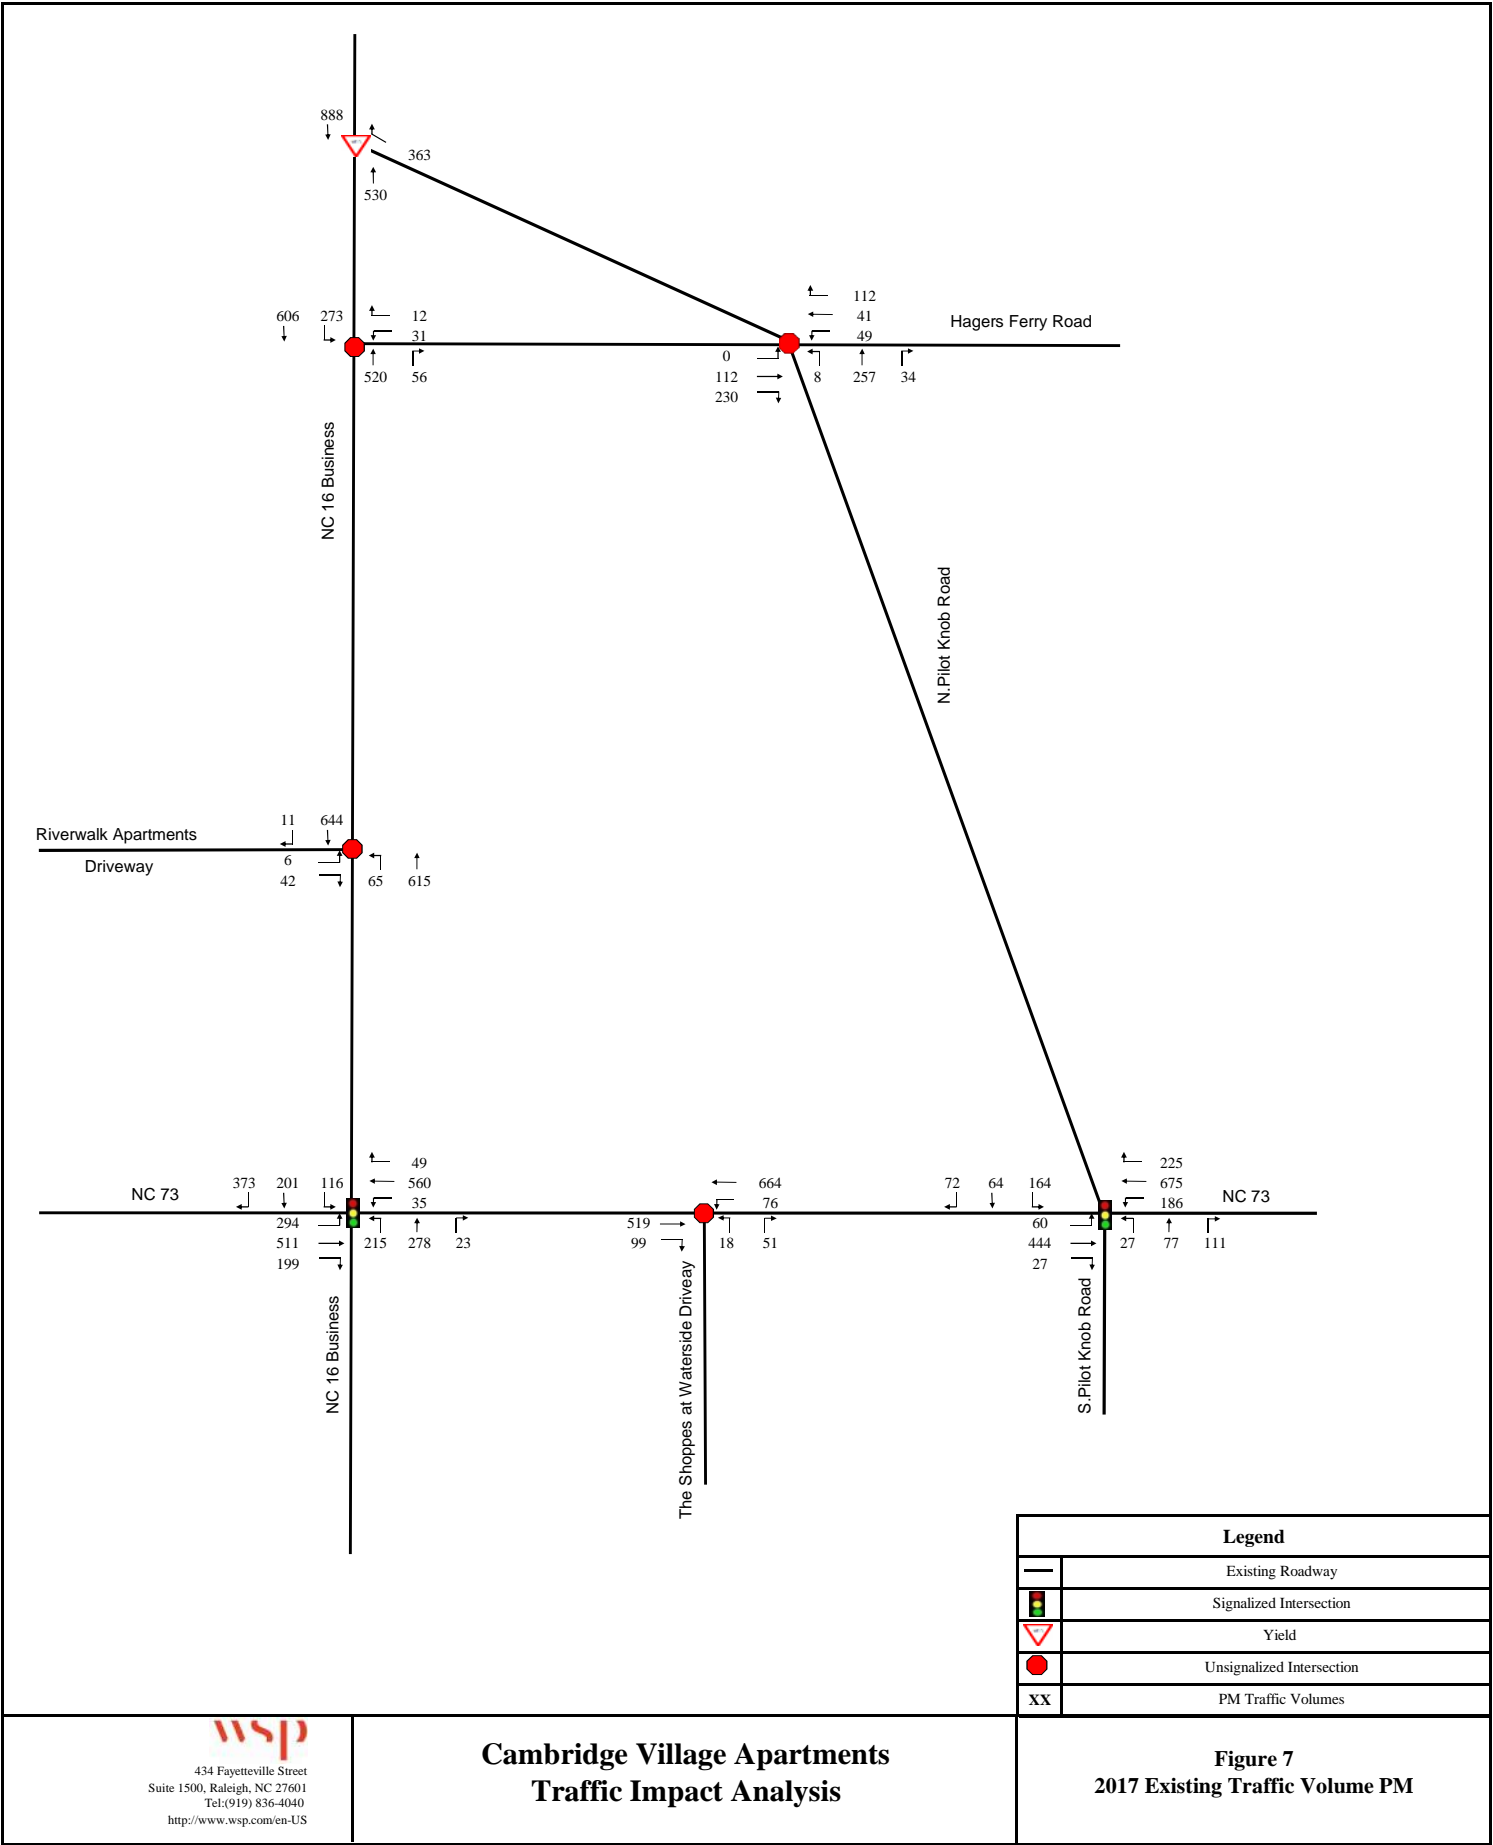 888
363
530
112
606 273 12 41
31 49
Hagers Ferry Road
0
520 56 112 8 257 34
230
NC 16 Business
N.Pilot Knob Road
11 644
Riverwalk Apartments
6
Driveway
42 65 615
49 225
373 201 116 560 664 72 64 164 675
NC 73 35 76 186 NC 73
294 519 60
511 215 278 23 99 18 51 444 27 77 111
199 27
NC 16 Business
The Shoppes at Waterside Driveay
S.Pilot Knob Road
Legend
Existing Roadway
Signalized Intersection
Yield
Unsignalized Intersection
XX PM Traffic Volumes
wsp
434 Fayetteville Street
Suite 1500, Raleigh, NC 27601
Tel:(919) 836-4040
http://www.wsp.com/en-US
Cambridge Village Apartments
Traffic Impact Analysis
Figure 7
2017 Existing Traffic Volume PM